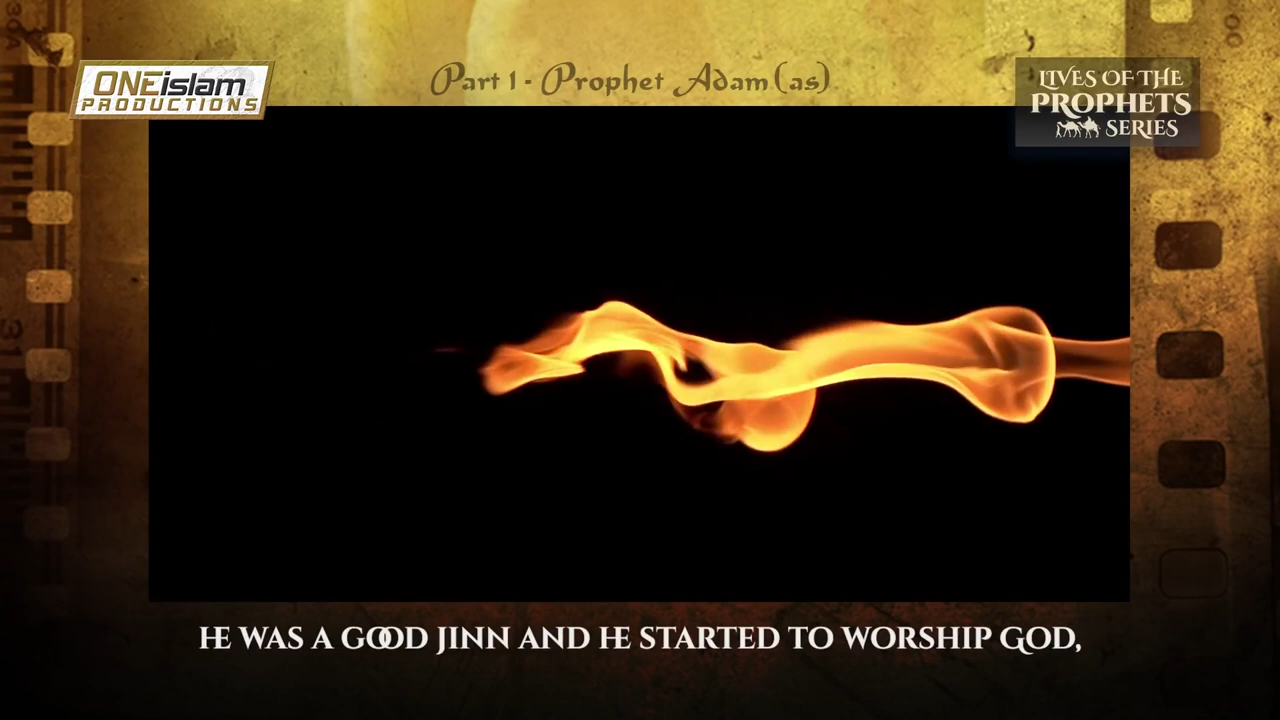 ONEislam
PRODUCTIONS
Part 1 - Prophet Adam (as)
LIVES OF THE
PROPHETS
SERIES
HE WAS A GOOD JINN AND HE STARTED TO WORSHIP GOD,